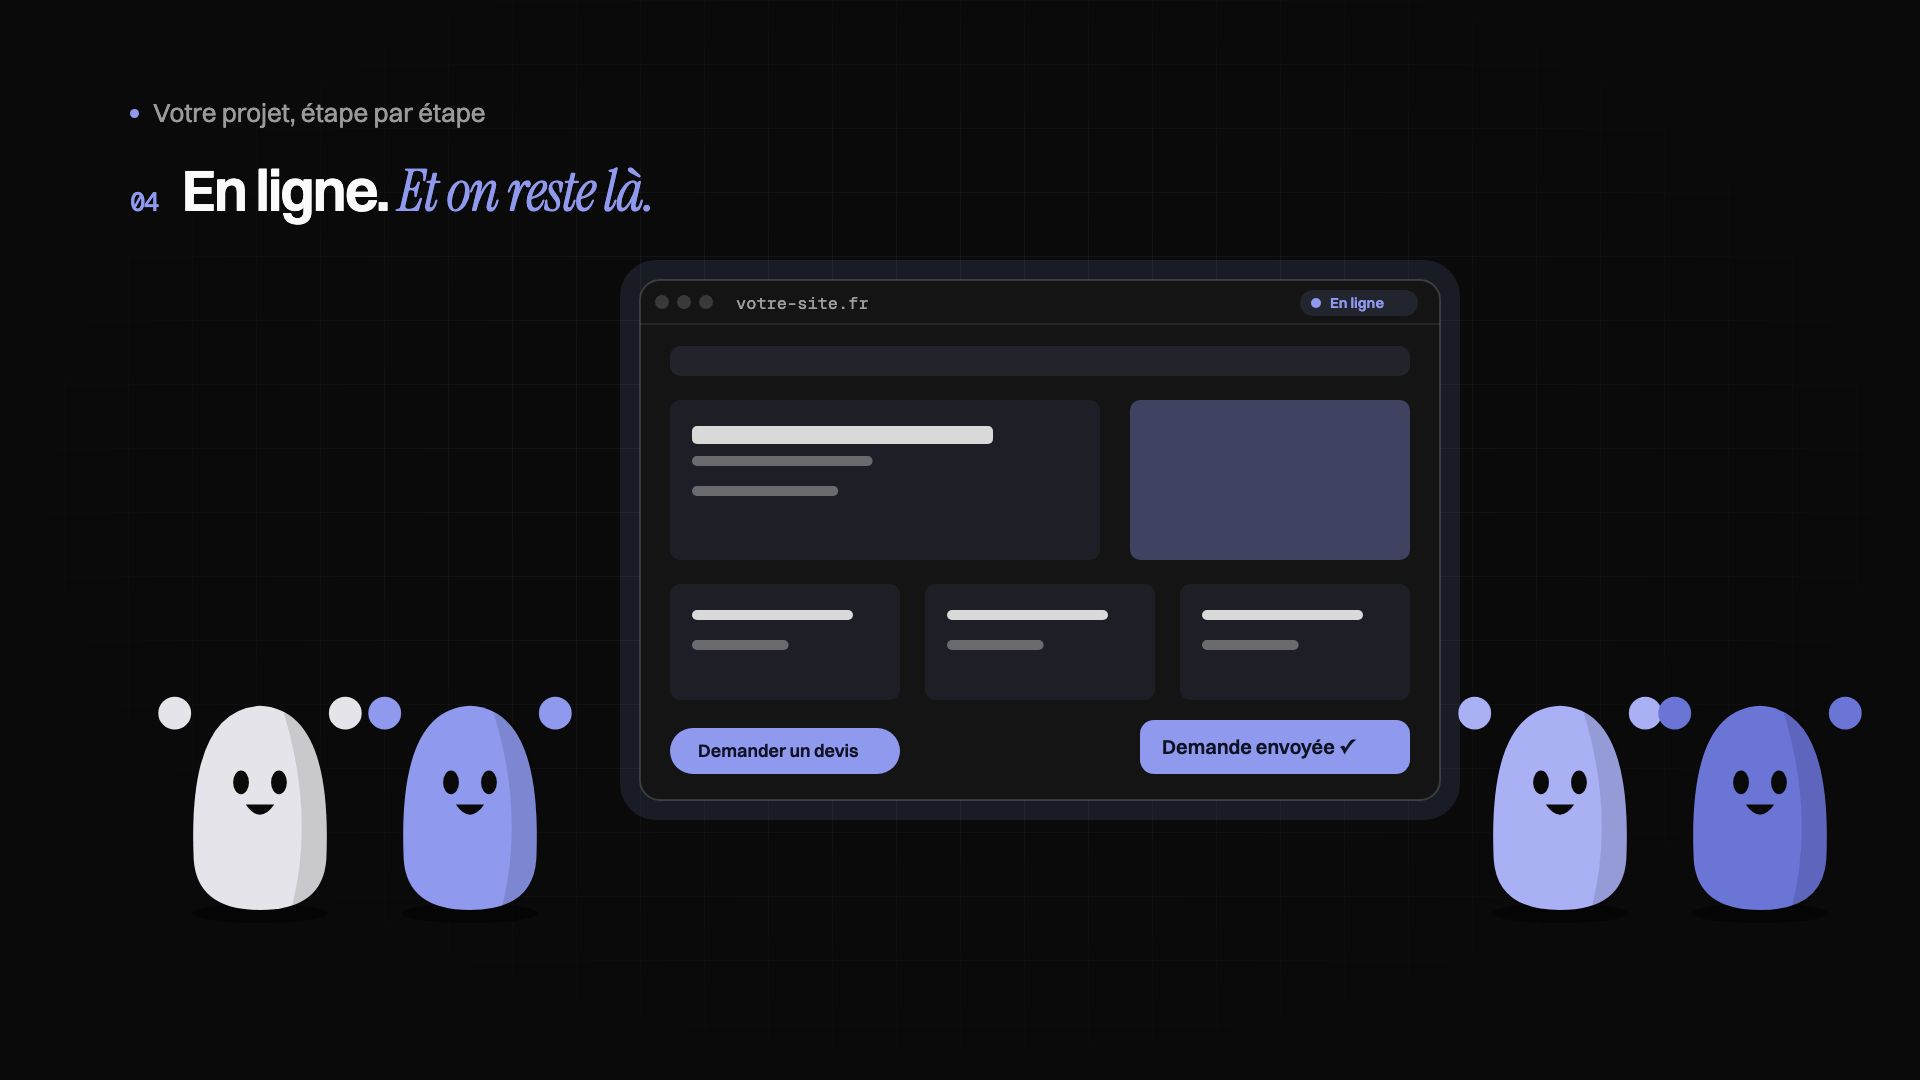 Votre projet, étape par étape
04 En ligne. Et on reste là.
votre-site.fr
En ligne
Demander un devis
Demande envoyée ✓